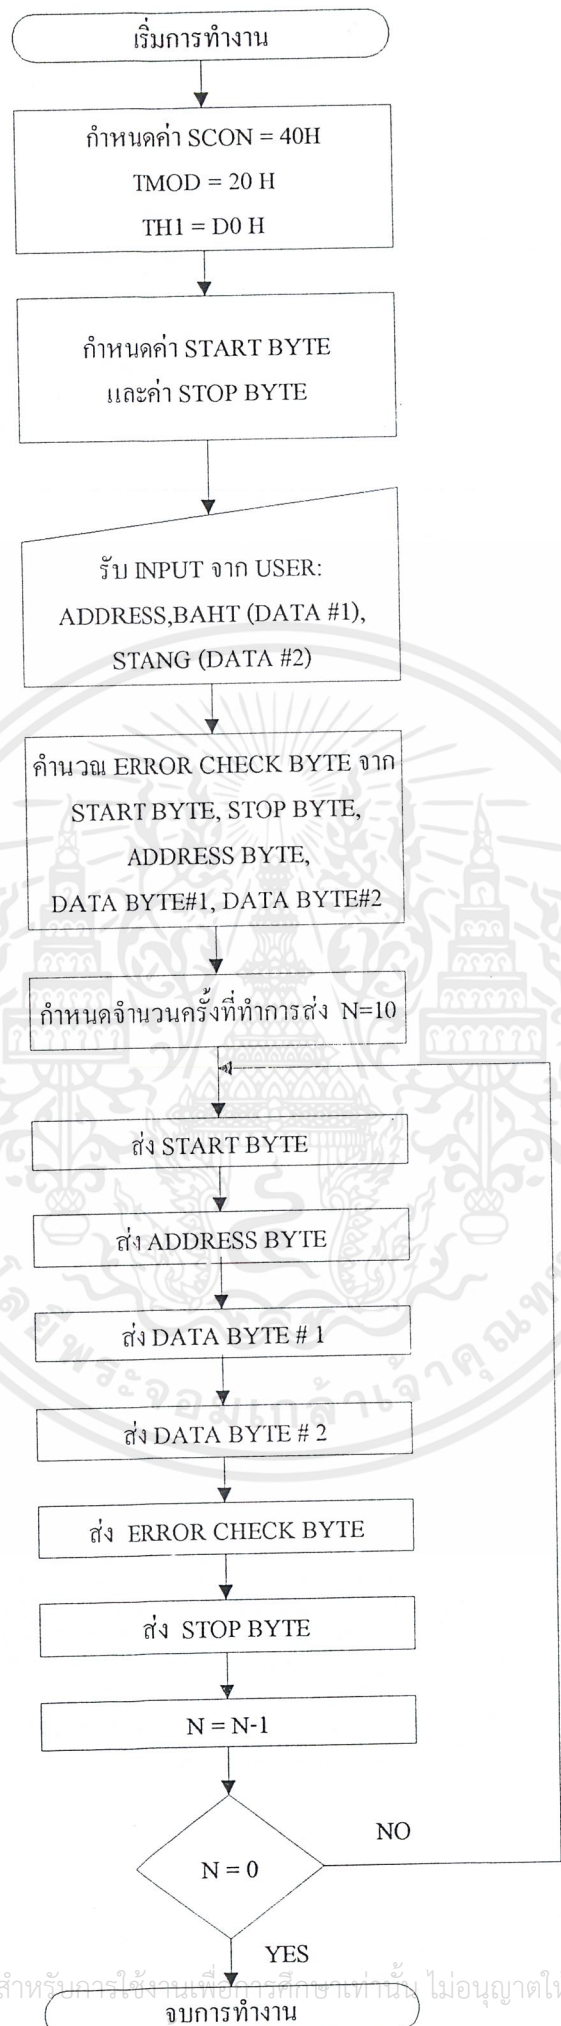 เริ่มการทำงาน
กำหนดค่า SCON = 40H
TMOD = 20 H
TH1 = D0 H
กำหนดค่า START BYTE
และค่า STOP BYTE
รับ INPUT จาก USER:
ADDRESS,BAHT (DATA #1),
STANG (DATA #2)
คำนวณ ERROR CHECK BYTE จาก
START BYTE, STOP BYTE,
ADDRESS BYTE,
DATA BYTE#1, DATA BYTE#2
กำหนดจำนวนครั้งที่ทำการส่ง N=10
ส่ง START BYTE
ส่ง ADDRESS BYTE
ส่ง DATA BYTE # 1
ส่ง DATA BYTE # 2
ส่ง ERROR CHECK BYTE
ส่ง STOP BYTE
N = N-1
N = 0
NO
YES
สำหรับการใช้งานเพื่อการศึกษาเท่านั้น ไม่อนุญาตให้
จบการทำงาน